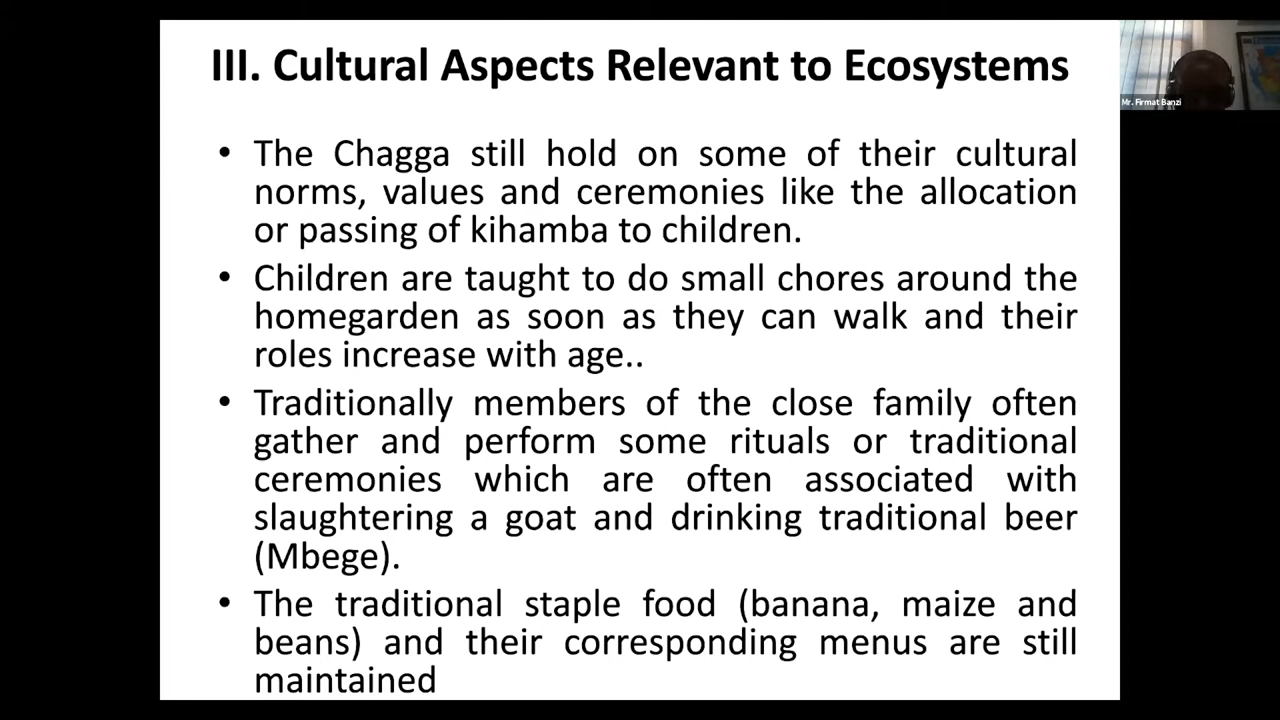 III. Cultural Aspects Relevant to Ecosystems
Mr. Firmat Banzi
• The Chagga still hold on some of their cultural
norms, values and ceremonies like the allocation
or passing of kihamba to children.
• Children are taught to do small chores around the
homegarden as soon as they can walk and their
roles increase with age..
• Traditionally members of the close family often
gather and perform some rituals or traditional
ceremonies which are often associated with
slaughtering a goat and drinking traditional beer
(Mbege).
• The traditional staple food (banana, maize and
beans) and their corresponding menus are still
maintained